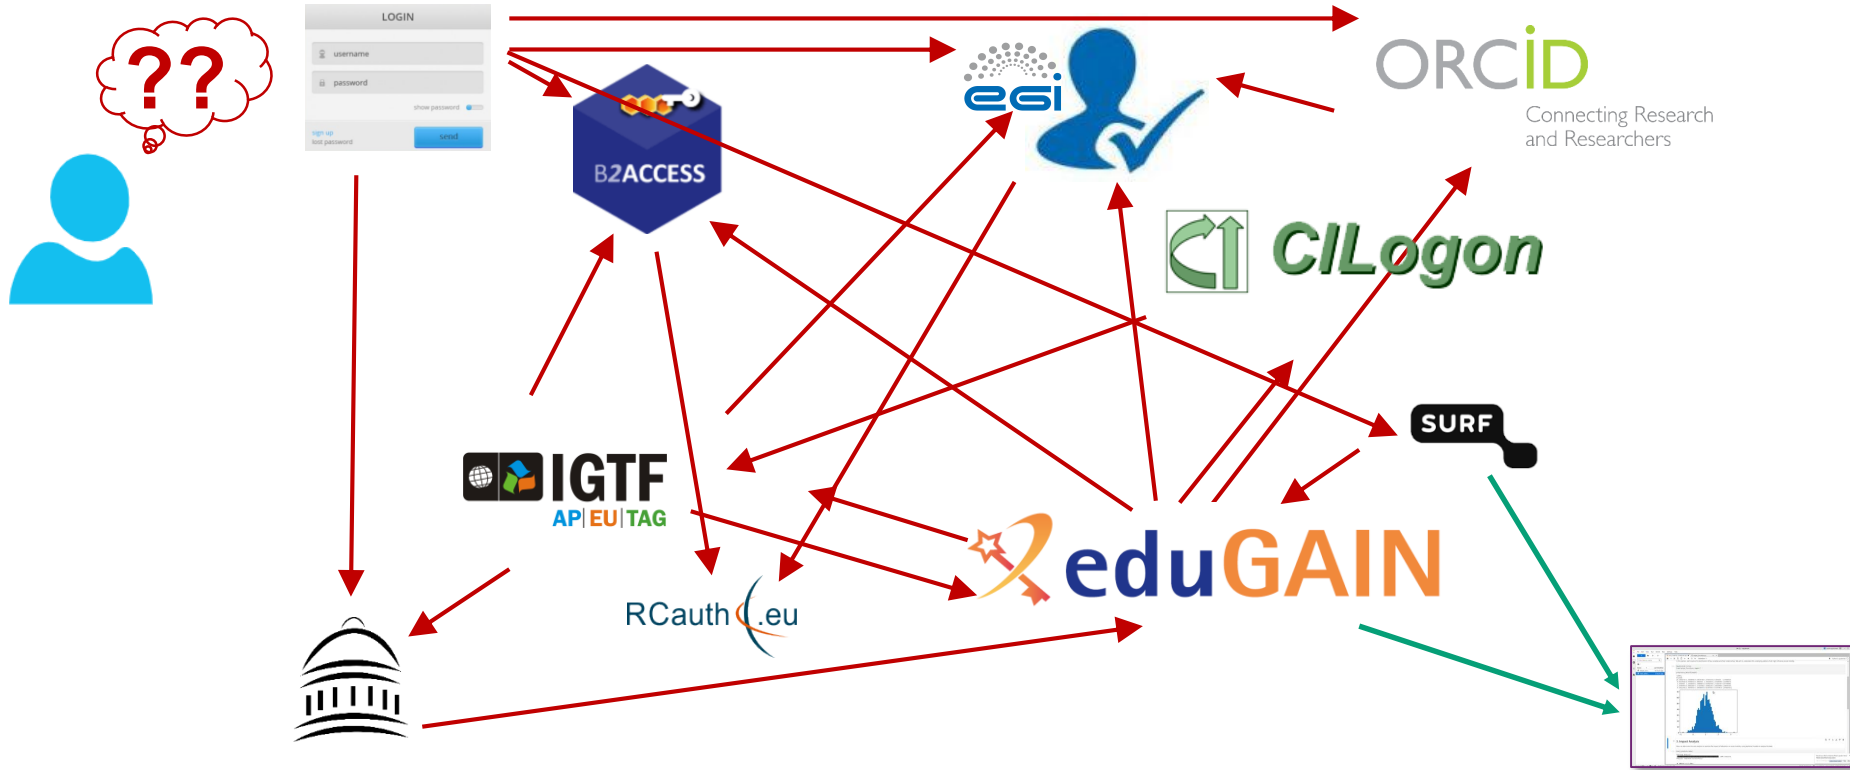 ??
LOGIN
username
password
show password
sign up
lost password
send
B2ACCESS
egi
ORCiD
Connecting Research
and Researchers
CILogon
SURF
IGTF
AP|EU|TAG
eduGAIN
RCauth.eu